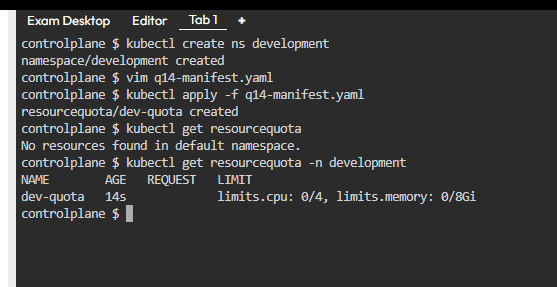 Exam Desktop Editor Tab 1 +
controlplane $ kubectl create ns development
namespace/development created
controlplane $ vim q14-manifest.yaml
controlplane $ kubectl apply -f q14-manifest.yaml
resourcequota/dev-quota created
controlplane $ kubectl get resourcequota
No resources found in default namespace.
controlplane $ kubectl get resourcequota -n development
NAME AGE REQUEST LIMIT
dev-quota 14s limits.cpu: 0/4, limits.memory: 0/8Gi
controlplane $